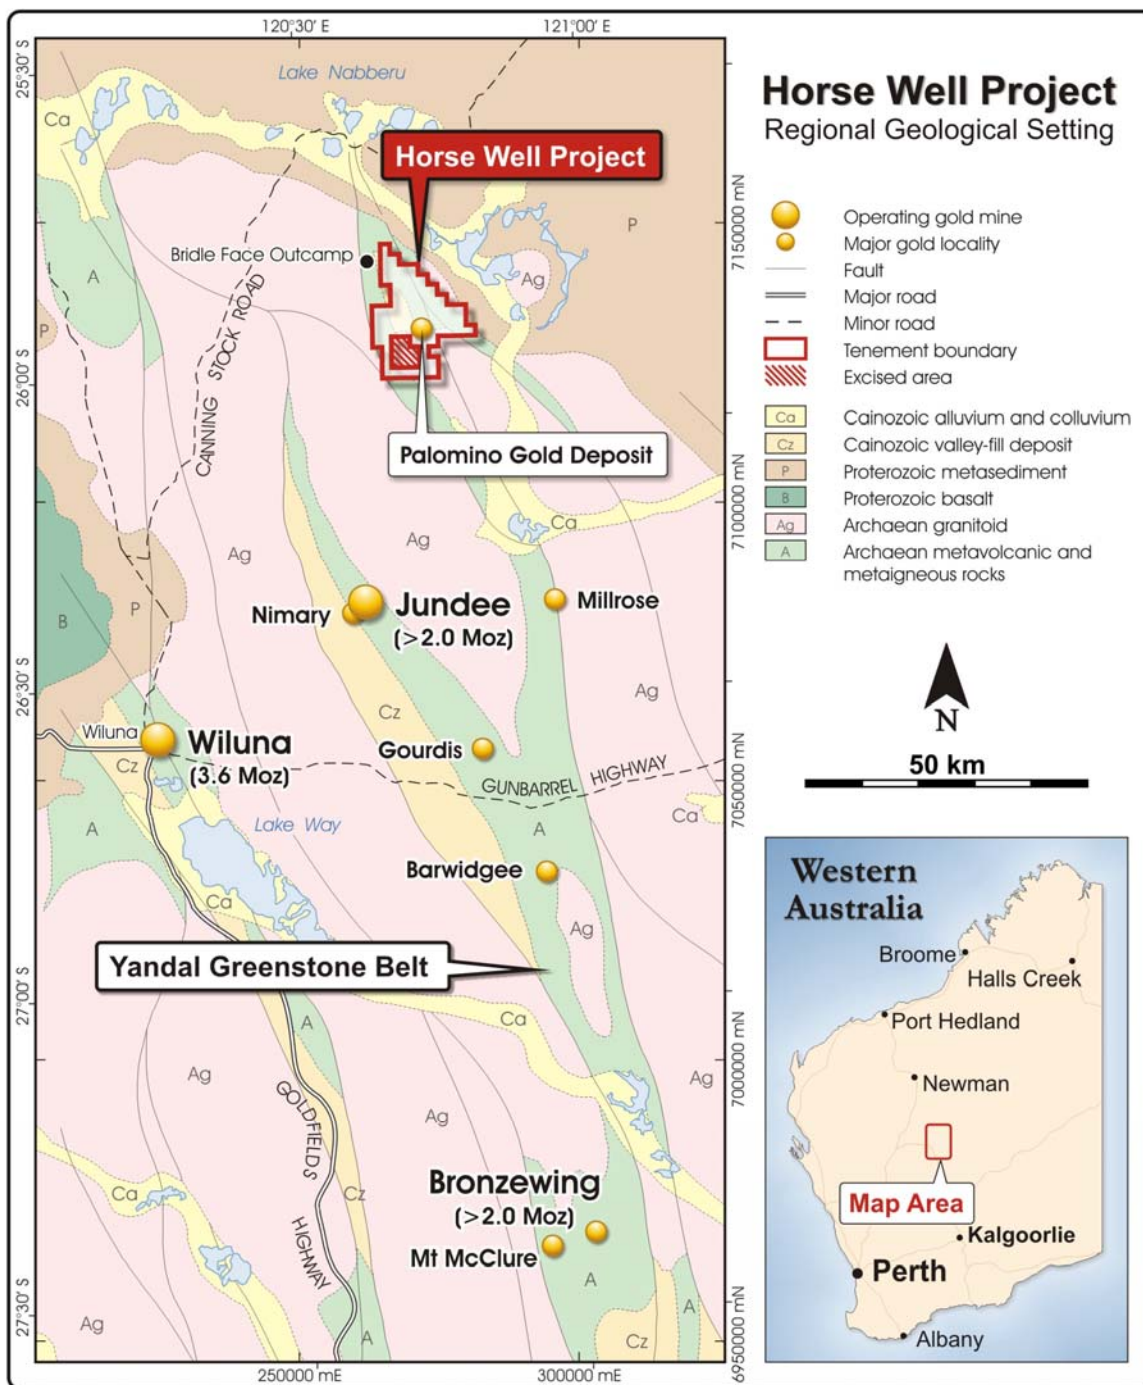 120°30' E
121°00' E
25°30' S
26°00' S
26°30' S
27°00' S
27°30' S
7150000 mN
7100000 mN
7050000 mN
7000000 mN
6950000 mN
250000 mE
300000 mE
Lake Nabberu
Ca
Horse Well Project
P
Bridle Face Outcamp
A
Ag
P
CANNING STOCK ROAD
Palomino Gold Deposit
Ca
Ag
Ag
P
B
Nimary
Jundee
(>2.0 Moz)
Millrose
Ag
Cz
Wiluna
Wiluna
(3.6 Moz)
Cz
Gourdis
GUNBARREL HIGHWAY
Ca
A
Lake Way
A
Barwidgee
Ca
Ag
Yandal Greenstone Belt
Ca
A
Ag
Ag
Ag
GOLDFIELDS HIGHWAY
Bronzewing
(>2.0 Moz)
Mt McClure
Ca
Cz
A
A
Ag
A
Cz
Horse Well Project
Regional Geological Setting
Operating gold mine
Major gold locality
Fault
Major road
Minor road
Tenement boundary
Excised area
Ca Cainozoic alluvium and colluvium
Cz Cainozoic valley-fill deposit
P Proterozoic metasediment
B Proterozoic basalt
Ag Archaean granitoid
A Archaean metavolcanic and
metaigneous rocks
N
50 km
Western
Australia
Broome
Halls Creek
Port Hedland
Newman
Map Area
Kalgoorlie
Perth
Albany